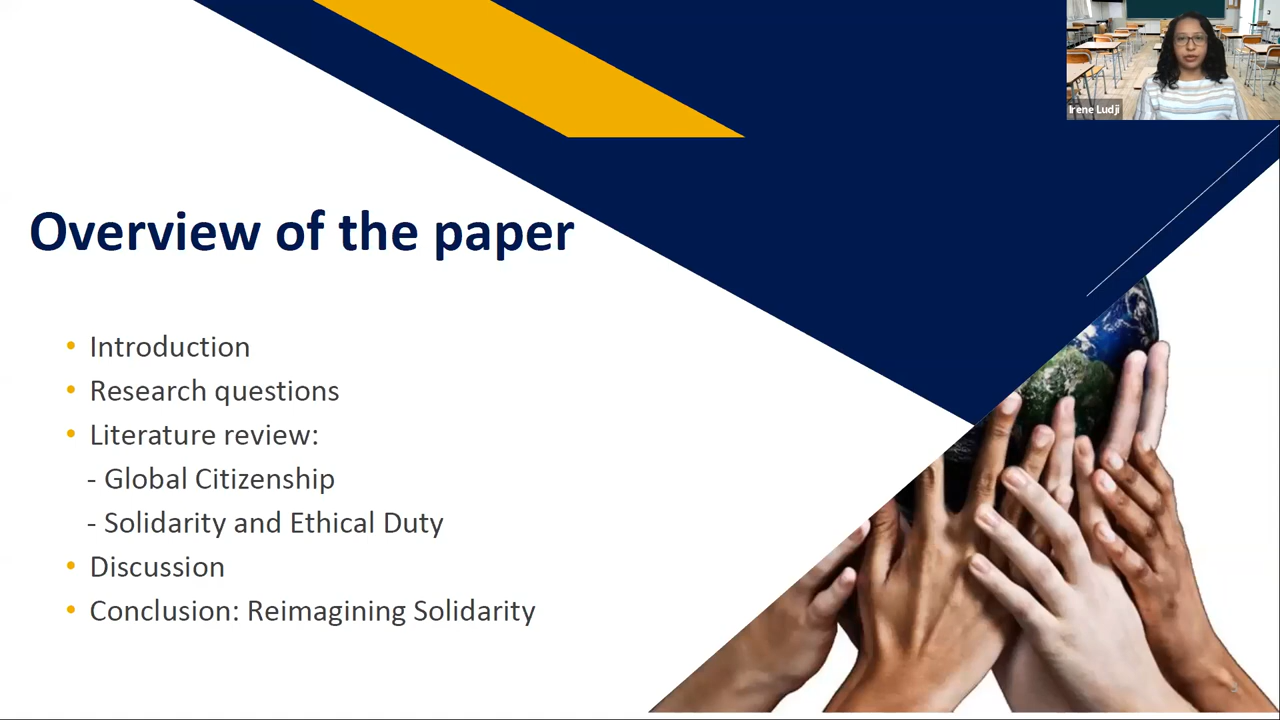 Irene Ludji
Overview of the paper
• Introduction
• Research questions
• Literature review:
- Global Citizenship
- Solidarity and Ethical Duty
• Discussion
• Conclusion: Reimagining Solidarity